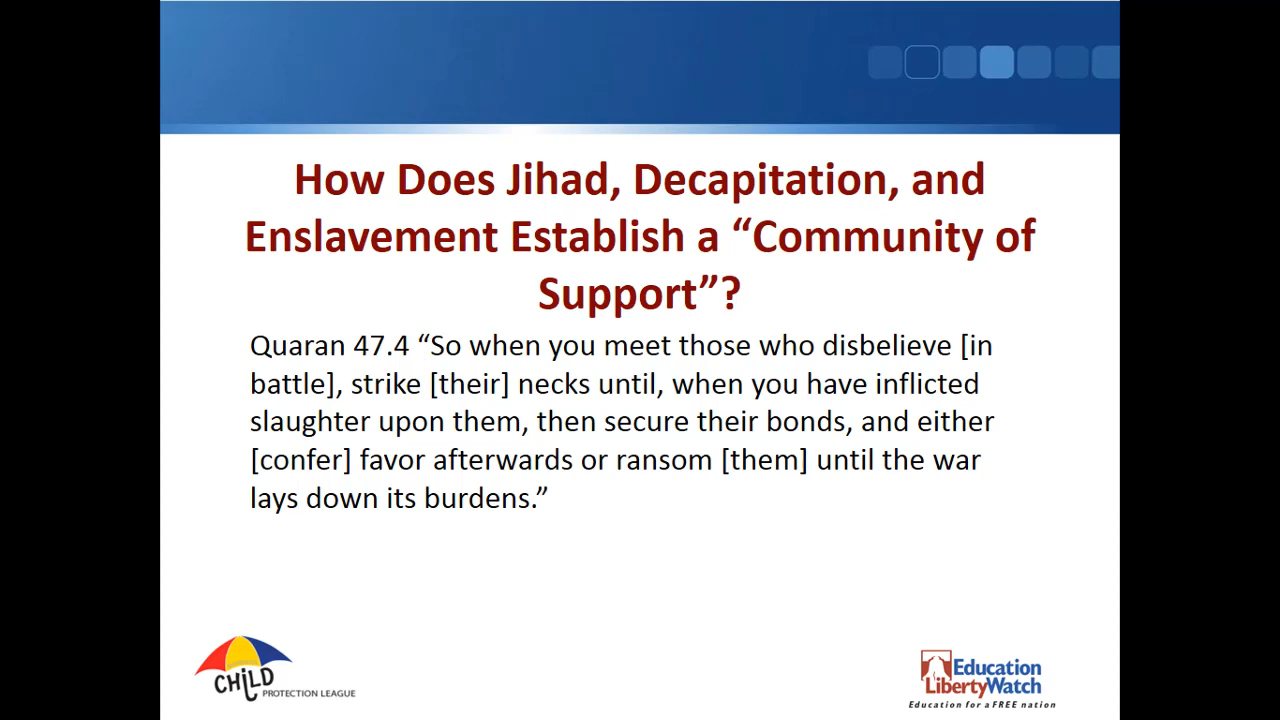 How Does Jihad, Decapitation, and
Enslavement Establish a “Community of
Support”?
Quaran 47.4 “So when you meet those who disbelieve [in
battle], strike [their] necks until, when you have inflicted
slaughter upon them, then secure their bonds, and either
[confer] favor afterwards or ransom [them] until the war
lays down its burdens.”
CHILD
PROTECTION LEAGUE
Education
LibertyWatch
Education for a FREE nation